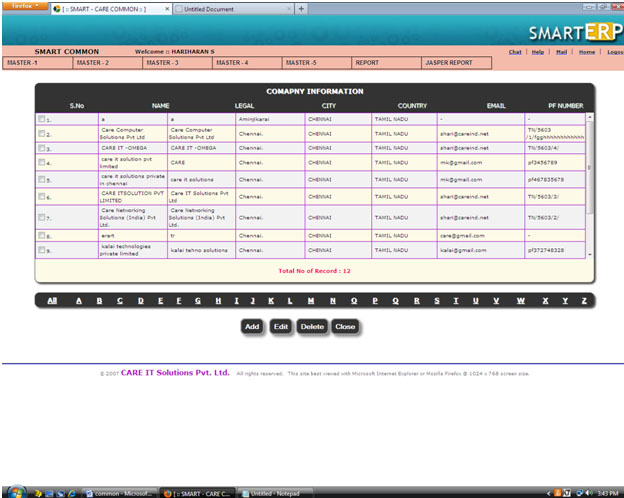 firefox
[ :: SMART - CARE COMMON :: ] ×
Untitled Document ×
+
SMARTERP
SMART COMMON Welcome :: HARIHARAN S
Chat | Help | Mail | Home | Logout
MASTER -1 MASTER - 2 MASTER - 3 MASTER - 4 MASTER -5 REPORT JASPER REPORT
COMAPNY INFORMATION
S.No NAME LEGAL CITY COUNTRY EMAIL PF NUMBER
1. a a Aminjikarai CHENNAI TAMIL NADU - -
2. Care Computer Solutions Pvt Ltd Care Computer Solutions Pvt Ltd Chennai. CHENNAI TAMIL NADU shari@careind.net TN/5603
3. CARE IT -OMEGA CARE IT -OMEGA Chennai. CHENNAI TAMIL NADU shari@careind.net TN/5603/4/
4. care it solution pvt limited CARE Chennai. CHENNAI TAMIL NADU mk@gmail.com pf3456789
5. care it solutions private in chennai care it solutions Chennai. CHENNAI TAMIL NADU mk@gmail.com pf467835678
6. CARE ITSOLUTION PVT LIMITED Care IT Solutions Pvt Ltd Chennai. CHENNAI TAMIL NADU shari@careind.net TN/5603/3/
7. Care Networking Solutions (India) Pvt Ltd. Care Networking Solutions (India) Pvt Ltd. Chennai. CHENNAI TAMIL NADU shari@careind.net TN/5603/2/
8. erert tr Chennai. CHENNAI TAMIL NADU care@gmail.com -
9. kalai technologies private limited kalai tehno solutions Chennai. CHENNAI TAMIL NADU kalai@gmail.com pf372748328
Total No of Record : 12
All A B C D E F G H I J K L M N O P Q R S T U V W X Y Z
Add Edit Delete Close
© 2007 CARE IT Solutions Pvt. Ltd. All rights reserved. This site best viewed with Microsoft Internet Explorer or Mozilla Firefox @ 1024 x 768 screen size.
common - Microsof... [ :: SMART - CARE C... Untitled - Notepad 3:43 PM